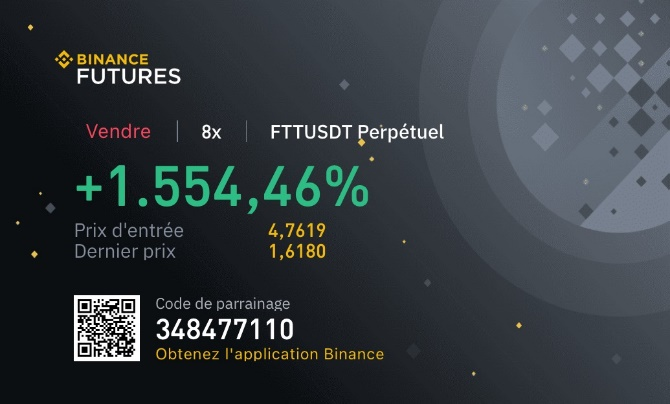 BINANCE
FUTURES
Vendre | 8x | FTTUSDT Perpétuel
+1.554,46%
Prix d'entrée 4,7619
Dernier prix 1,6180
Code de parrainage
348477110
Obtenez l'application Binance